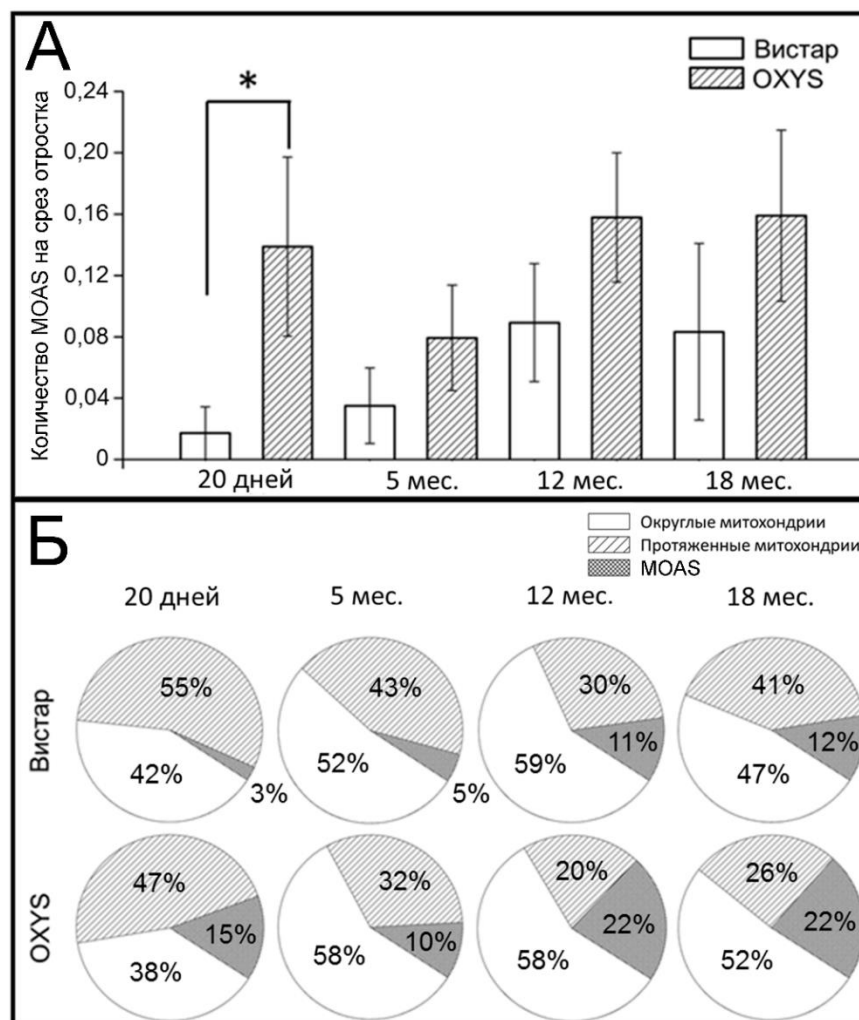 А
Вистар
OXYS
Количество MOAS на срез отростка
0,24
0,20
0,16
0,12
0,08
0,04
0
*
20 дней 5 мес. 12 мес. 18 мес.
Б
Округлые митохондрии
Протяженные митохондрии
MOAS
20 дней 5 мес. 12 мес. 18 мес.
Вистар
55% 42% 3%
43% 52% 5%
30% 59% 11%
41% 47% 12%
OXYS
47% 38% 15%
32% 58% 10%
20% 58% 22%
26% 52% 22%